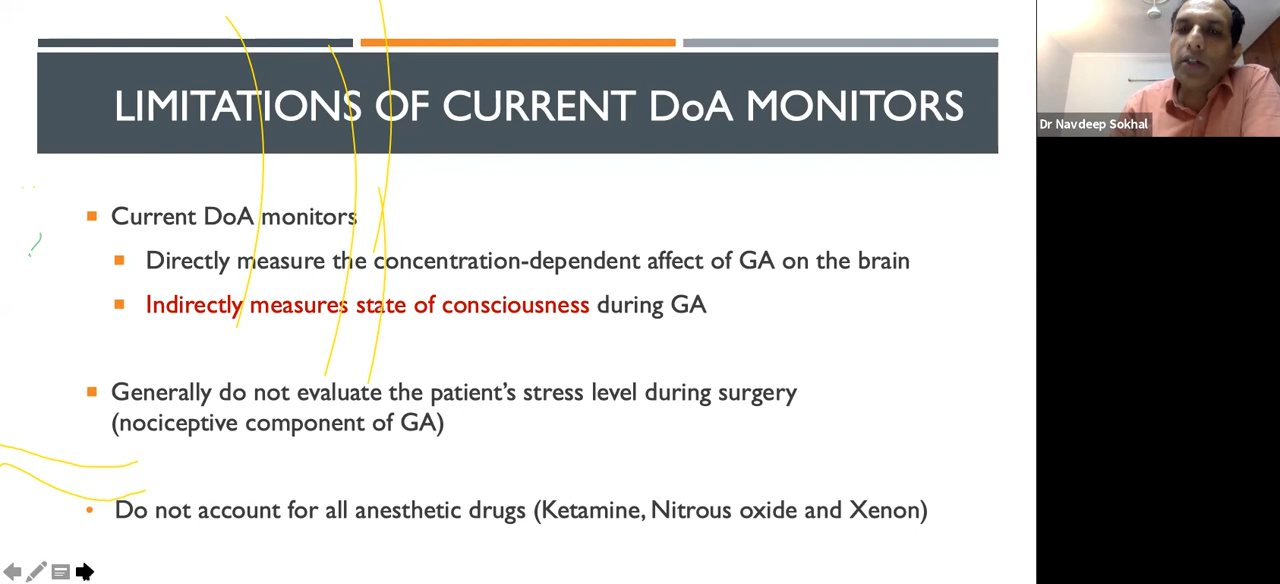 LIMITATIONS OF CURRENT DoA MONITORS
Dr Navdeep Sokhal
Current DoA monitors
Directly measure the concentration-dependent affect of GA on the brain
Indirectly measures state of consciousness during GA
Generally do not evaluate the patient's stress level during surgery
(nociceptive component of GA)
Do not account for all anesthetic drugs (Ketamine, Nitrous oxide and Xenon)